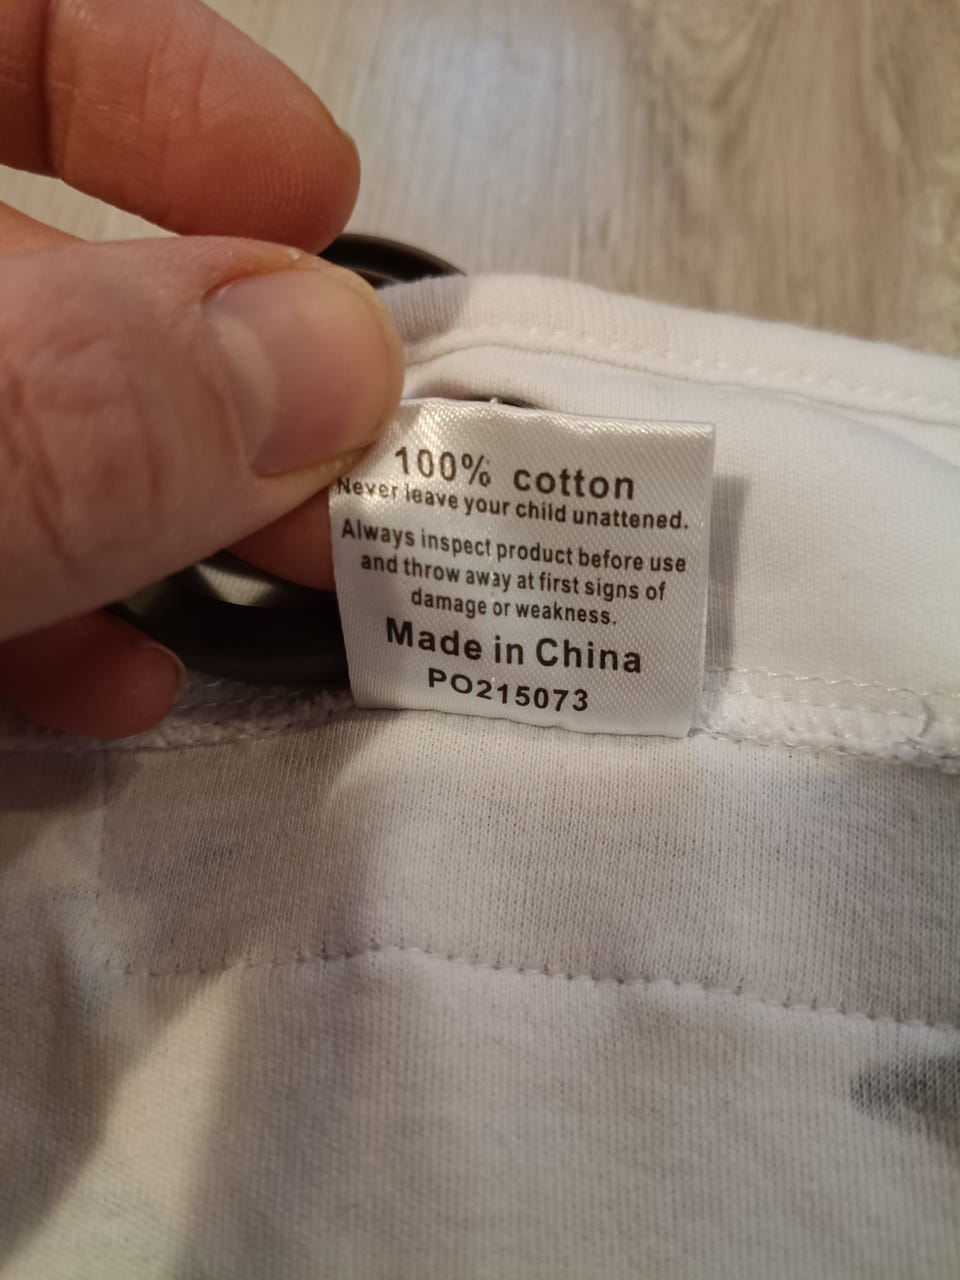 100% cotton
Never leave your child unattened.
Always inspect product before use
and throw away at first signs of
damage or weakness.
Made in China
PO215073